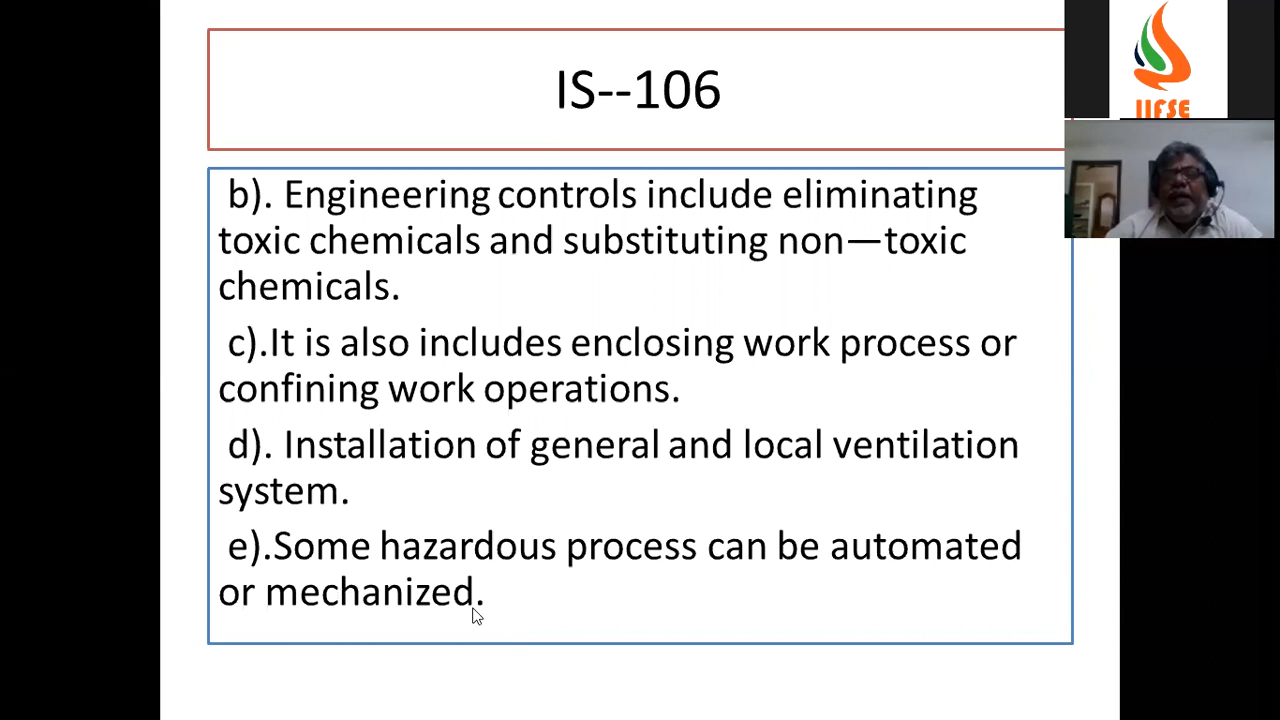 IS--106
IIFSE
b). Engineering controls include eliminating
toxic chemicals and substituting non—toxic
chemicals.
c).It is also includes enclosing work process or
confining work operations.
d). Installation of general and local ventilation
system.
e).Some hazardous process can be automated
or mechanized.